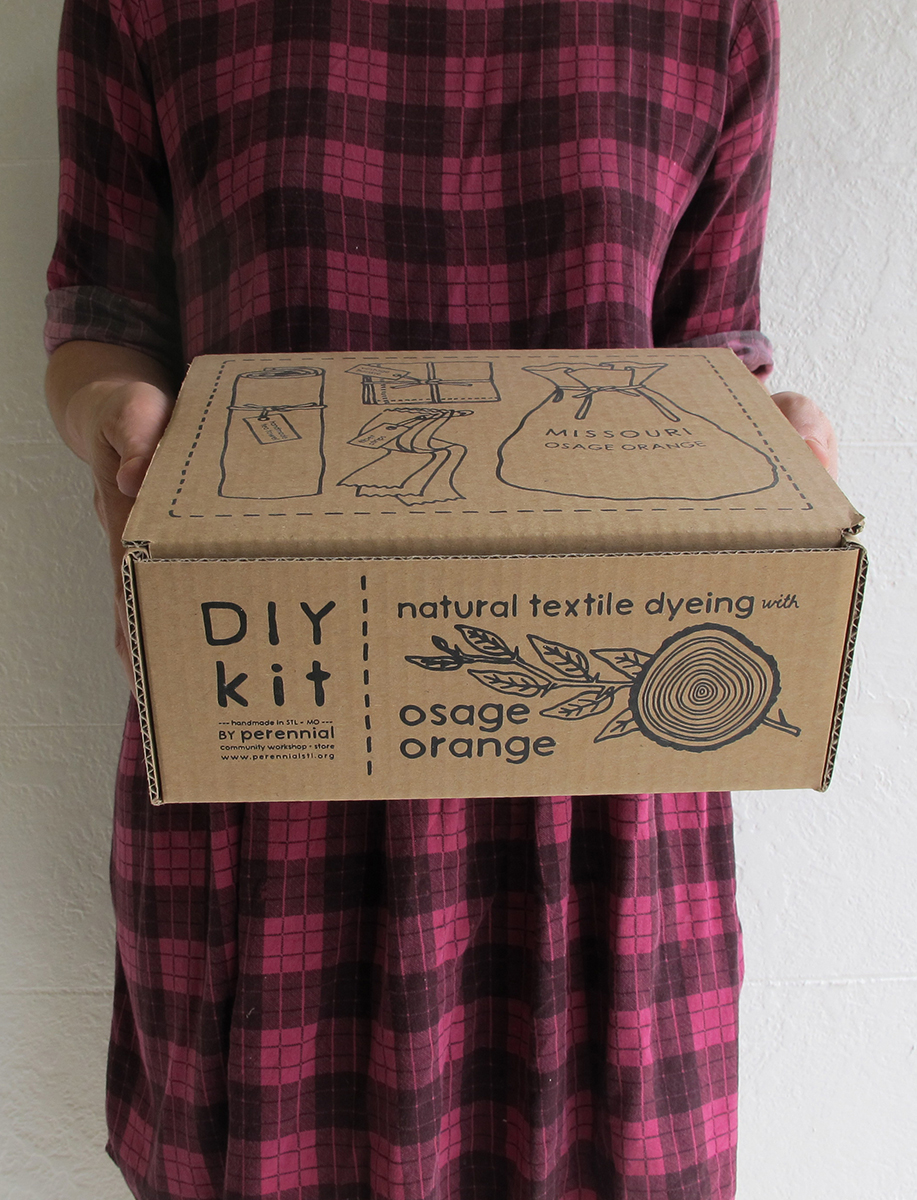 MISSOURI
OSAGE ORANGE
DIY
kit
--- handmade in STL - MO ---
BY perennial
community workshop + store
www.perennialstl.org
natural textile dyeing with
osage
orange